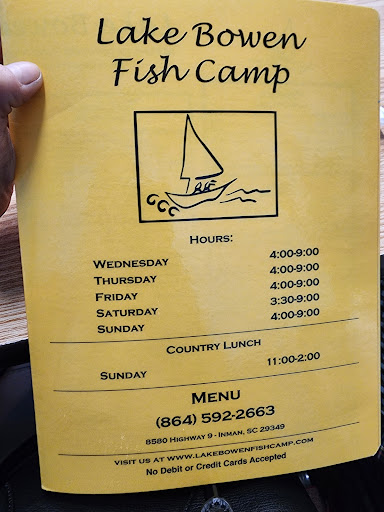 Lake Bowen
Fish Camp
HOURS:
WEDNESDAY 4:00-9:00
THURSDAY 4:00-9:00
FRIDAY 4:00-9:00
SATURDAY 3:30-9:00
SUNDAY 4:00-9:00
COUNTRY LUNCH
SUNDAY 11:00-2:00
MENU
(864) 592-2663
8580 HIGHWAY 9 - INMAN, SC 29349
VISIT US AT WWW.LAKEBOWENFISHCAMP.COM
No Debit or Credit Cards Accepted